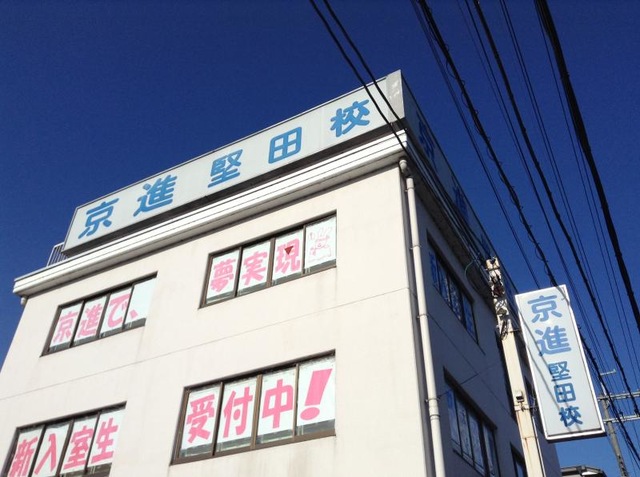 京進 堅田校
京進で、
夢実現
新入室生
受付中!
京進
堅田校